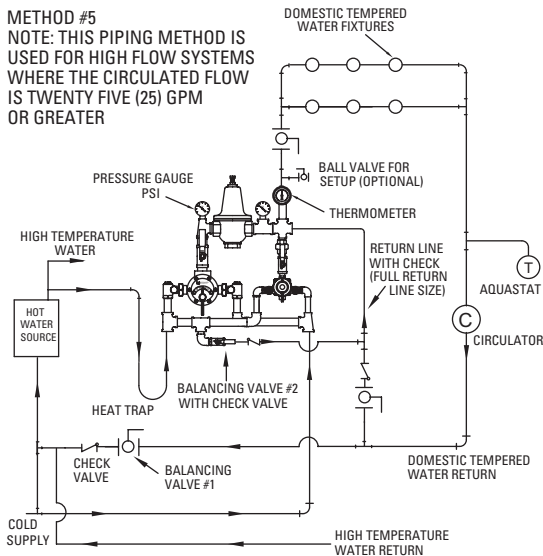 METHOD #5
NOTE: THIS PIPING METHOD IS
USED FOR HIGH FLOW SYSTEMS
WHERE THE CIRCULATED FLOW
IS TWENTY FIVE (25) GPM
OR GREATER
DOMESTIC TEMPERED
WATER FIXTURES
PRESSURE GAUGE
PSI
BALL VALVE FOR
SETUP (OPTIONAL)
THERMOMETER
HIGH TEMPERATURE
WATER
RETURN LINE
WITH CHECK
(FULL RETURN
LINE SIZE)
T
AQUASTAT
HOT
WATER
SOURCE
C
CIRCULATOR
HEAT TRAP
BALANCING VALVE #2
WITH CHECK VALVE
CHECK
VALVE
BALANCING
VALVE #1
DOMESTIC TEMPERED
WATER RETURN
COLD
SUPPLY
HIGH TEMPERATURE
WATER RETURN